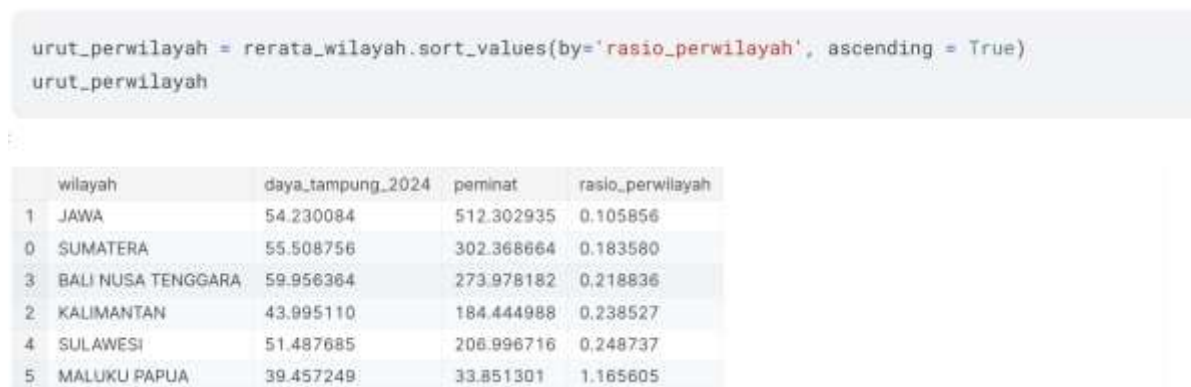 urut_perwilayah = rerata_wilayah.sort_values(by='rasio_perwilayah', ascending = True)
urut_perwilayah
wilayah daya_tampung_2024 peminat rasio_perwilayah
1 JAWA 54.230084 512.302935 0.105856
0 SUMATERA 55.508756 302.368664 0.183580
3 BALI NUSA TENGGARA 59.956364 273.978182 0.218836
2 KALIMANTAN 43.995110 184.444988 0.238527
4 SULAWESI 51.487685 206.996716 0.248737
5 MALUKU PAPUA 39.457249 33.851301 1.165605